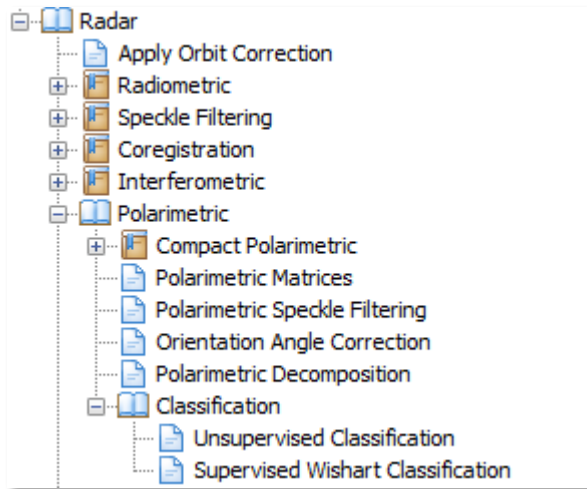 Radar
Apply Orbit Correction
Radiometric
Speckle Filtering
Coregistration
Interferometric
Polarimetric
Compact Polarimetric
Polarimetric Matrices
Polarimetric Speckle Filtering
Orientation Angle Correction
Polarimetric Decomposition
Classification
Unsupervised Classification
Supervised Wishart Classification